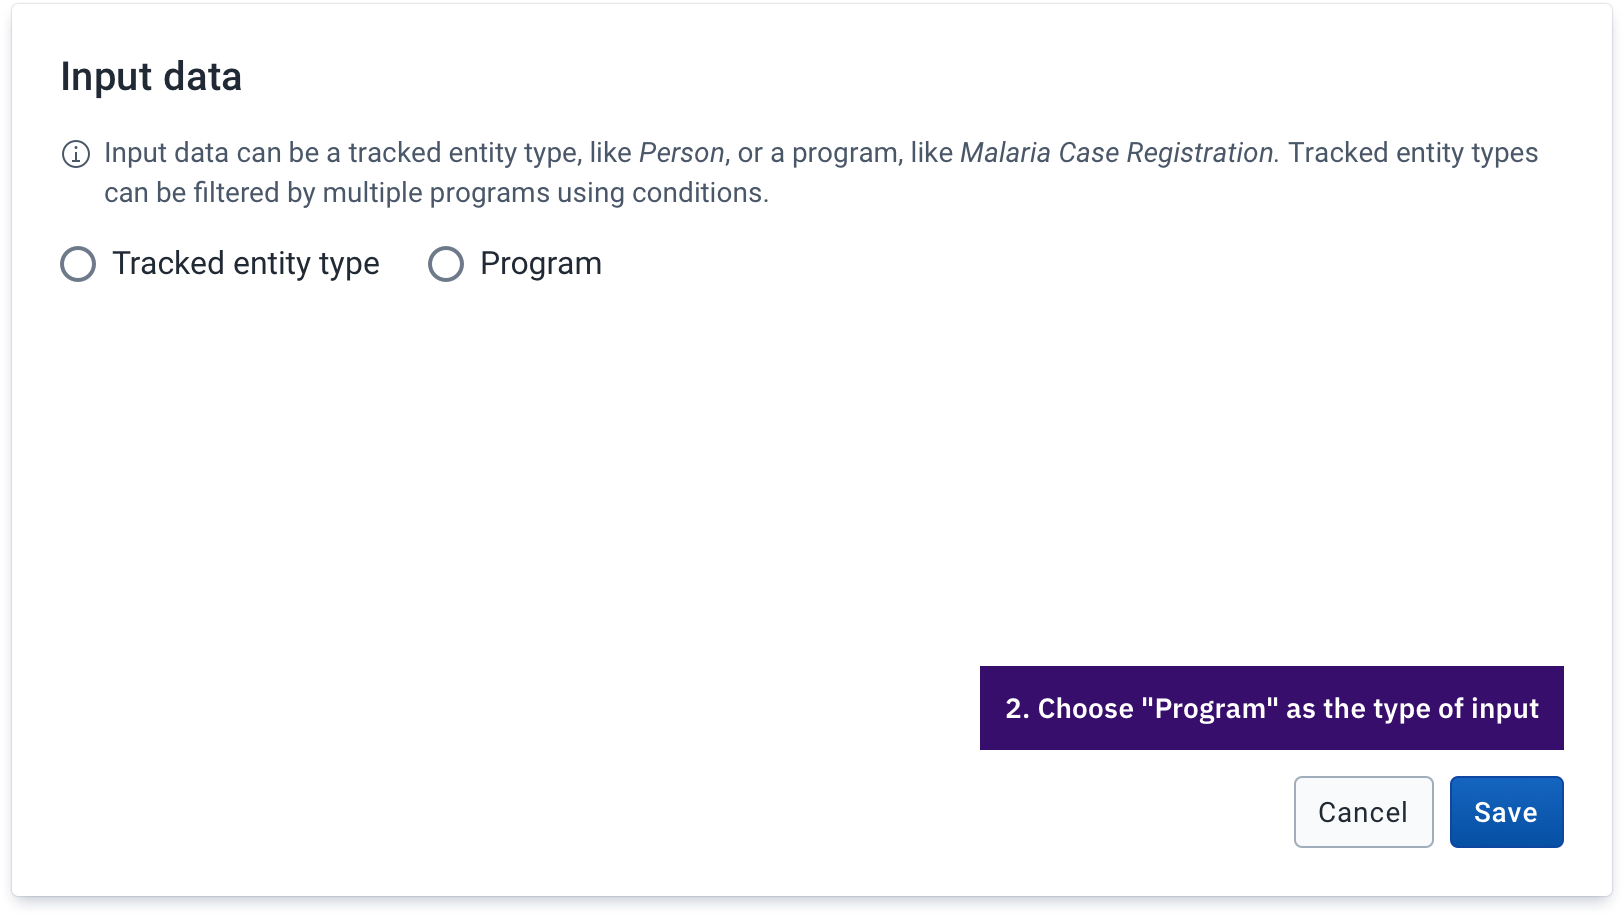 Input data
Input data can be a tracked entity type, like Person, or a program, like Malaria Case Registration. Tracked entity types
can be filtered by multiple programs using conditions.
Tracked entity type Program
2. Choose "Program" as the type of input
Cancel Save